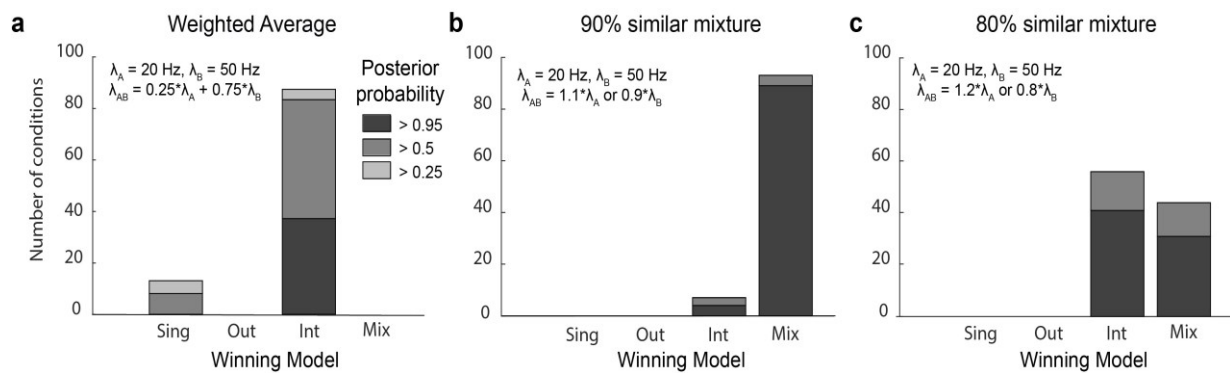 a Weighted Average
λA = 20 Hz, λB = 50 Hz
λAB = 0.25*λA + 0.75*λB
Posterior
probability
> 0.95
> 0.5
> 0.25
Number of conditions
100
80
60
40
20
0
Sing Out Int Mix
Winning Model
b 90% similar mixture
λA = 20 Hz, λB = 50 Hz
λAB = 1.1*λA or 0.9*λB
100
80
60
40
20
0
Sing Out Int Mix
Winning Model
c 80% similar mixture
λA = 20 Hz, λB = 50 Hz
λAB = 1.2*λA or 0.8*λB
100
80
60
40
20
0
Sing Out Int Mix
Winning Model